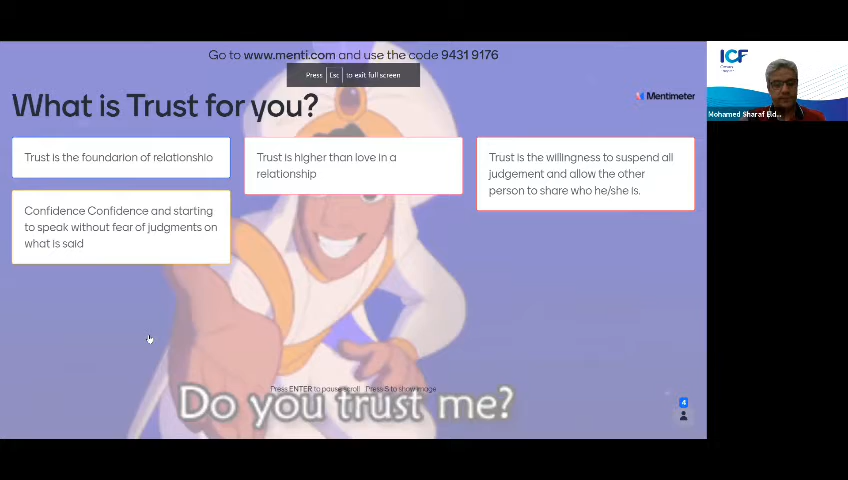 Go to www.menti.com and use the code 9431 9176
Press Esc to exit full screen
What is Trust for you?
Mentimeter
ICF
Mohamed Sharaf Eld...
Trust is the foundarion of relationshio
Trust is higher than love in a
relationship
Trust is the willingness to suspend all
judgement and allow the other
person to share who he/she is.
Confidence Confidence and starting
to speak without fear of judgments on
what is said
Press ENTER to pause scroll Press S to show image
Do you trust me?
4